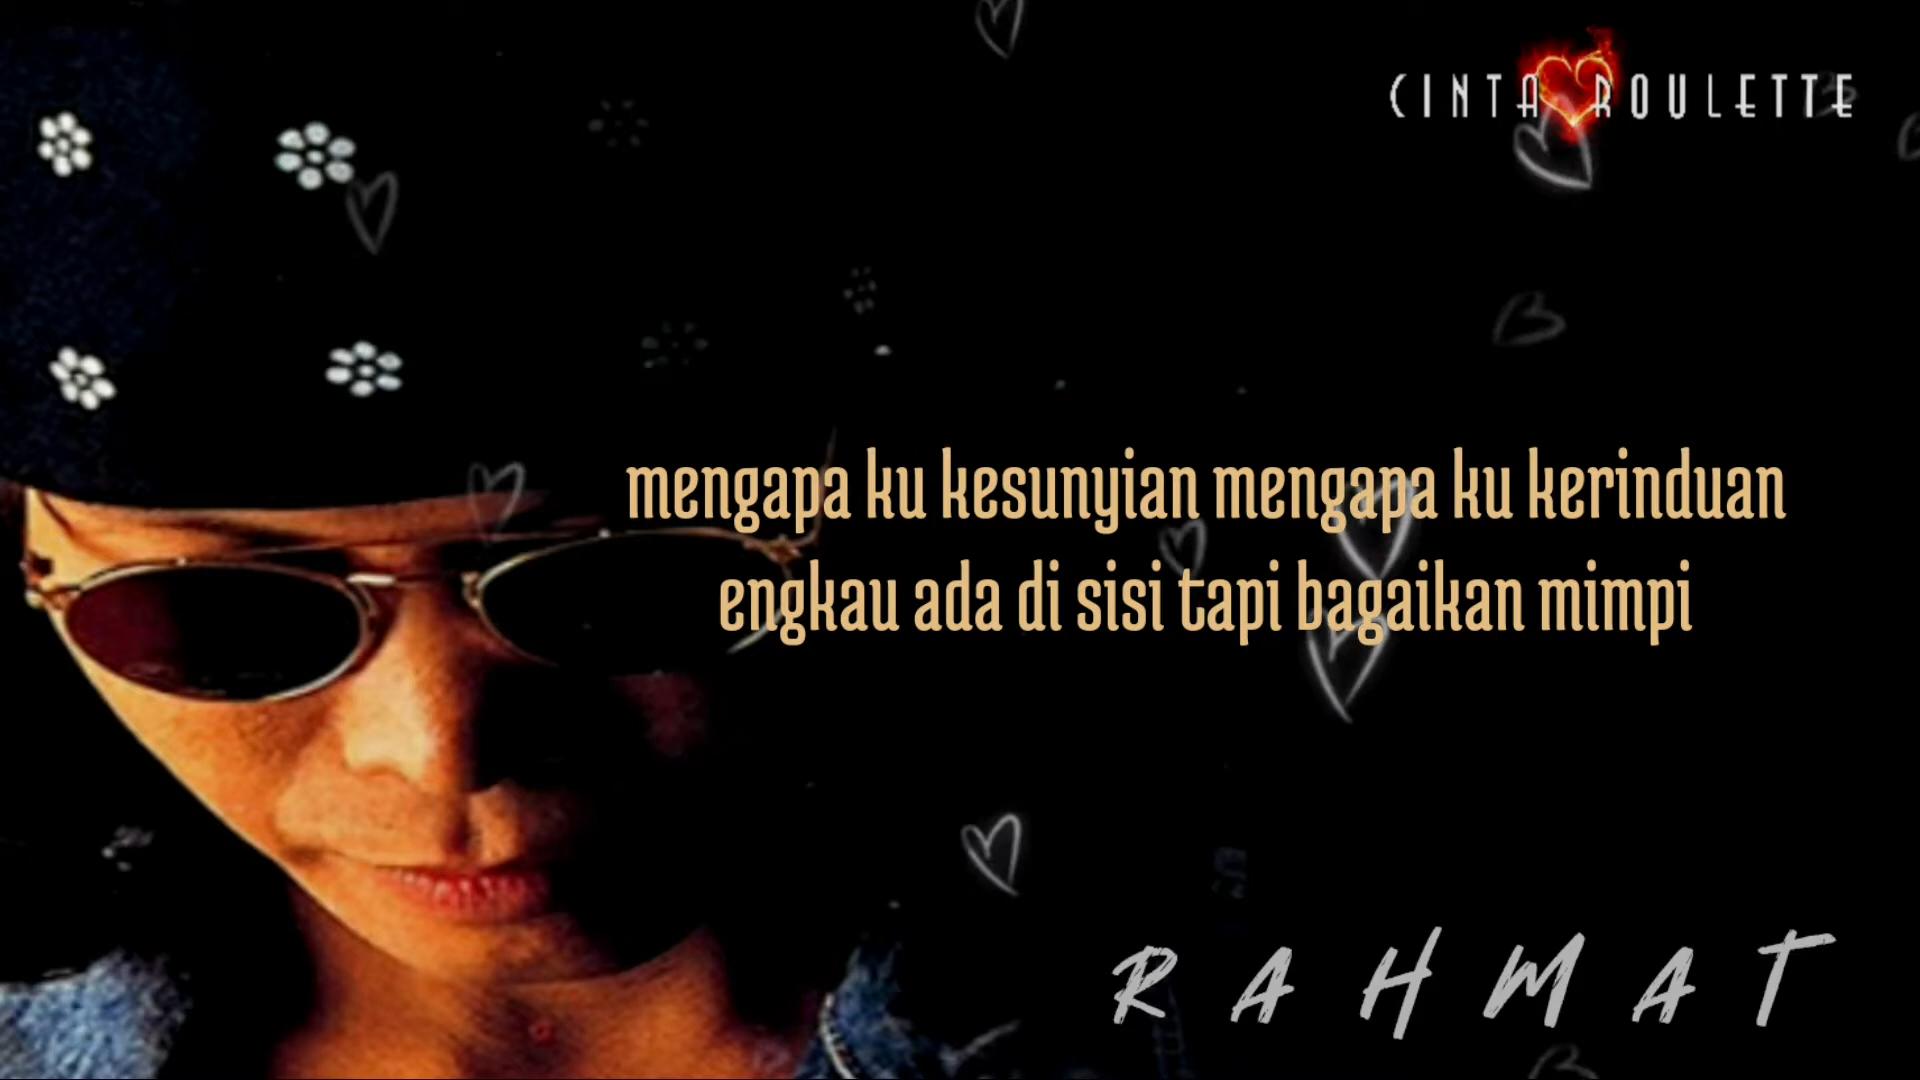 CINTA ROULETTE
mengapa ku kesunyian mengapa ku kerinduan
engkau ada di sisi tapi bagaikan mimpi
RAHMAT